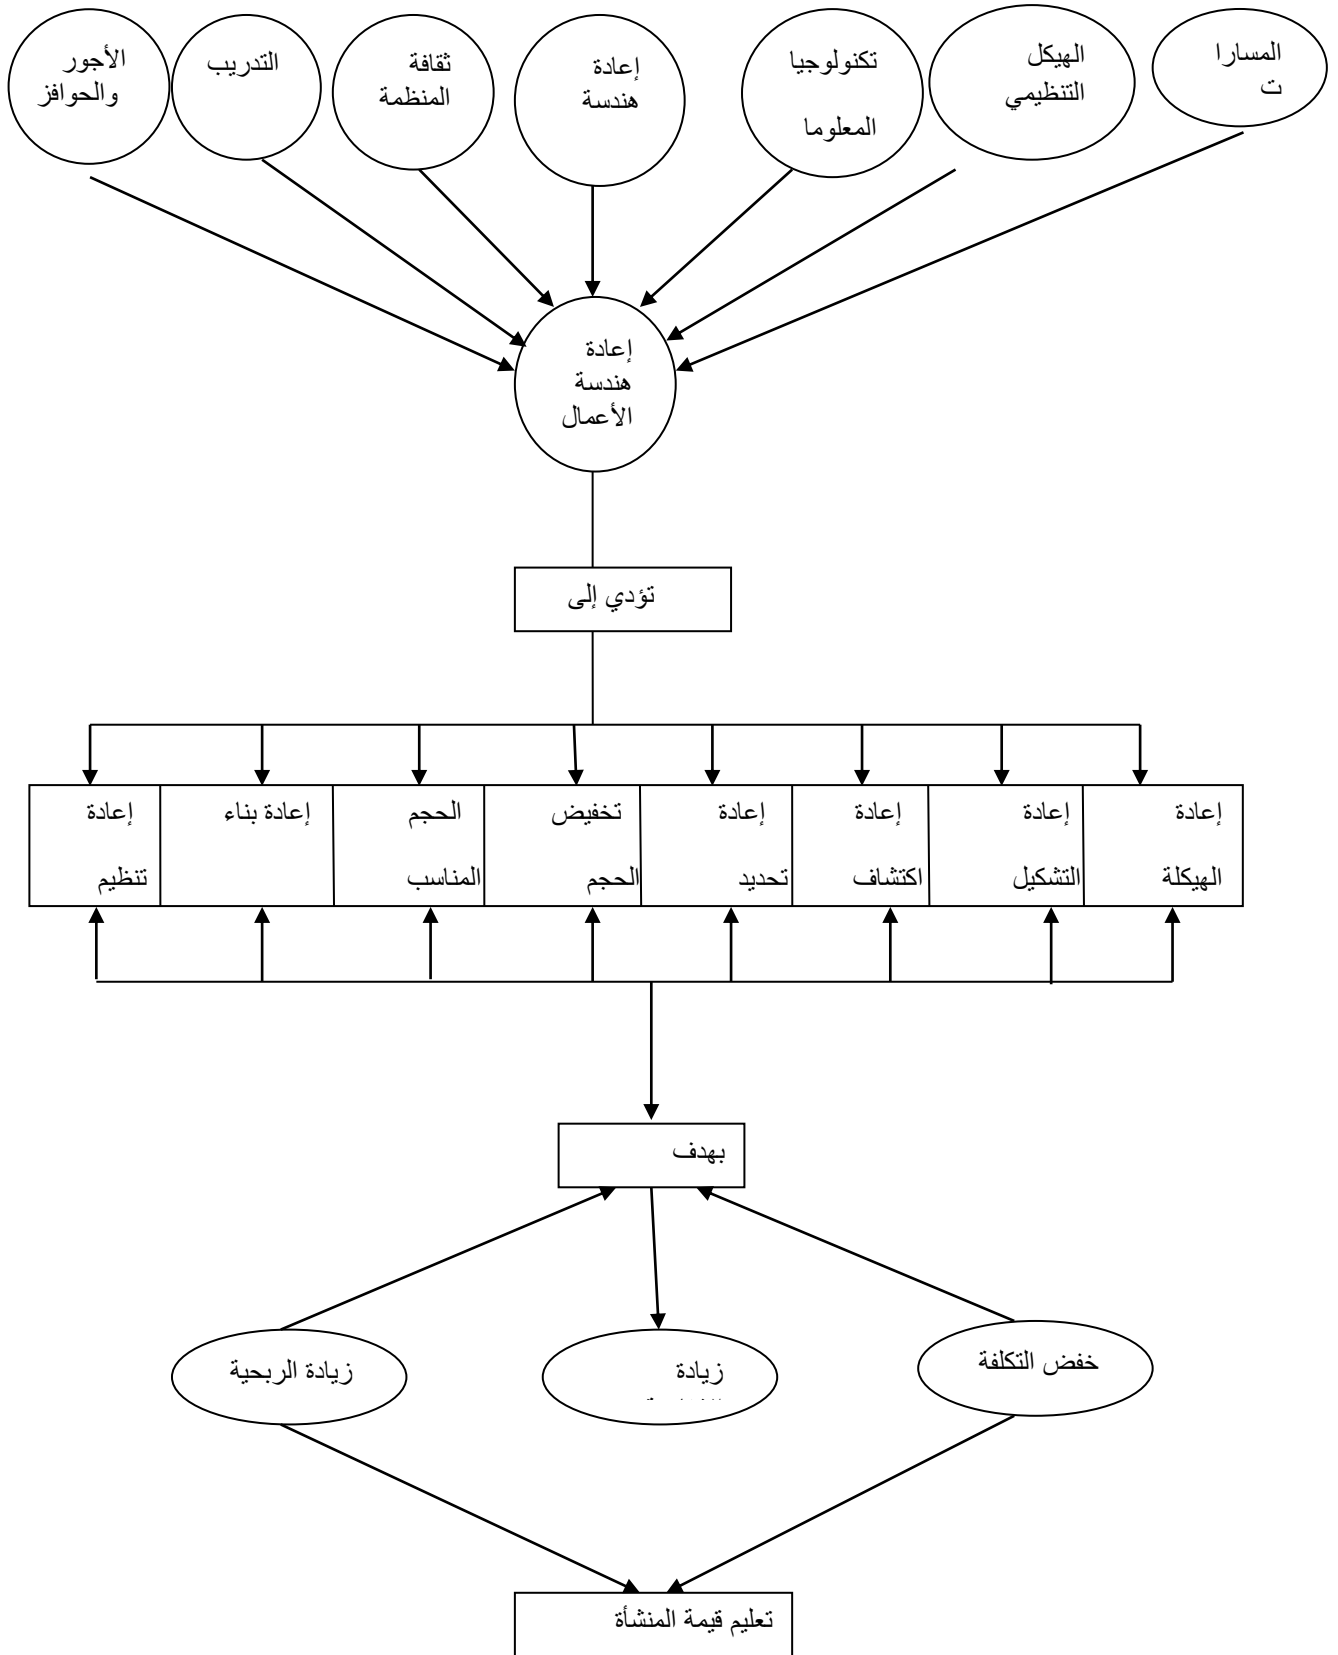 المسارا
ت
الهيكل
التنظيمي
تكنولوجيا
المعلوما
إعادة
هندسة
ثقافة
المنظمة
التدريب
الأجور
والحوافز
إعادة
هندسة
الأعمال
تؤدي إلى
إعادة
الهيكلة
إعادة
التشكيل
إعادة
اكتشاف
إعادة
تحديد
تخفيض
الحجم
الحجم
المناسب
إعادة بناء
إعادة
تنظيم
بهدف
خفض التكلفة
زيادة
زيادة الربحية
تعليم قيمة المنشأة